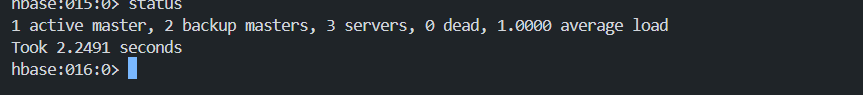 hbase:015:0> status
1 active master, 2 backup masters, 3 servers, 0 dead, 1.0000 average load
Took 2.2491 seconds
hbase:016:0>